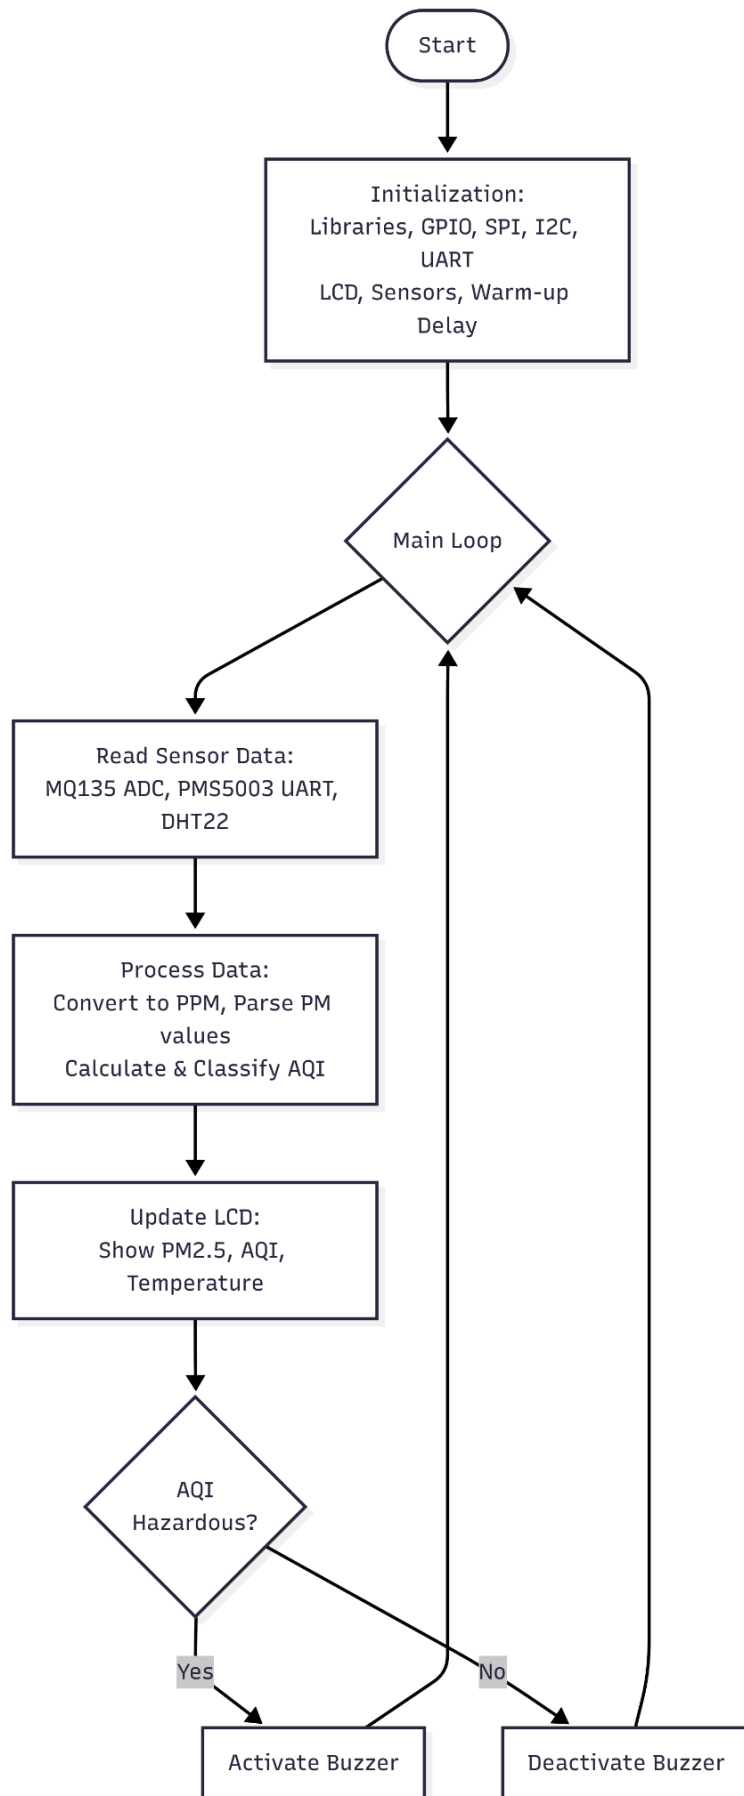 Start
Initialization:
Libraries, GPIO, SPI, I2C,
UART
LCD, Sensors, Warm-up
Delay
Main Loop
Read Sensor Data:
MQ135 ADC, PMS5003 UART,
DHT22
Process Data:
Convert to PPM, Parse PM
values
Calculate & Classify AQI
Update LCD:
Show PM2.5, AQI,
Temperature
AQI
Hazardous?
Yes
No
Activate Buzzer
Deactivate Buzzer